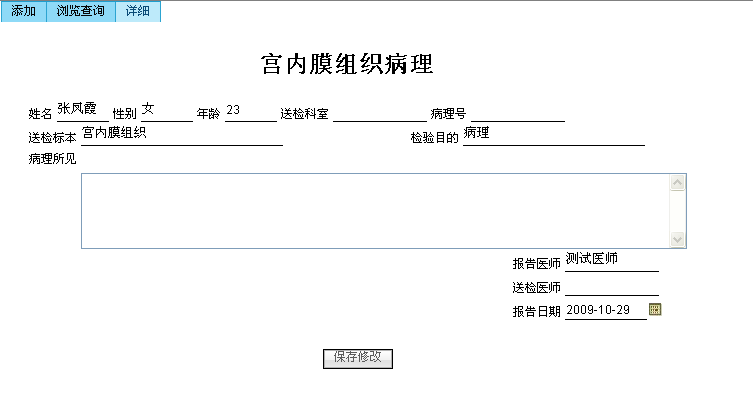 添加 浏览查询 详细
宫内膜组织病理
姓名 张凤霞 性别 女 年龄 23 送检科室 病理号
送检标本 宫内膜组织 检验目的 病理
病理所见
报告医师 测试医师
送检医师
报告日期 2009-10-29
保存修改